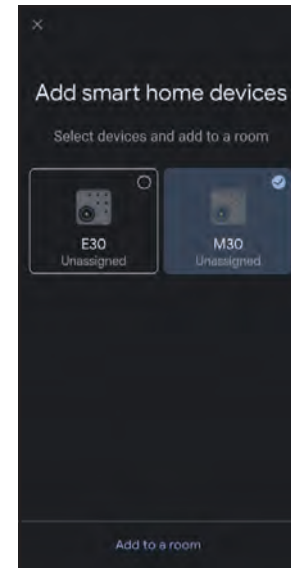 Add smart home devices
Select devices and add to a room
E30
Unassigned
M30
Unassigned
Add to a room